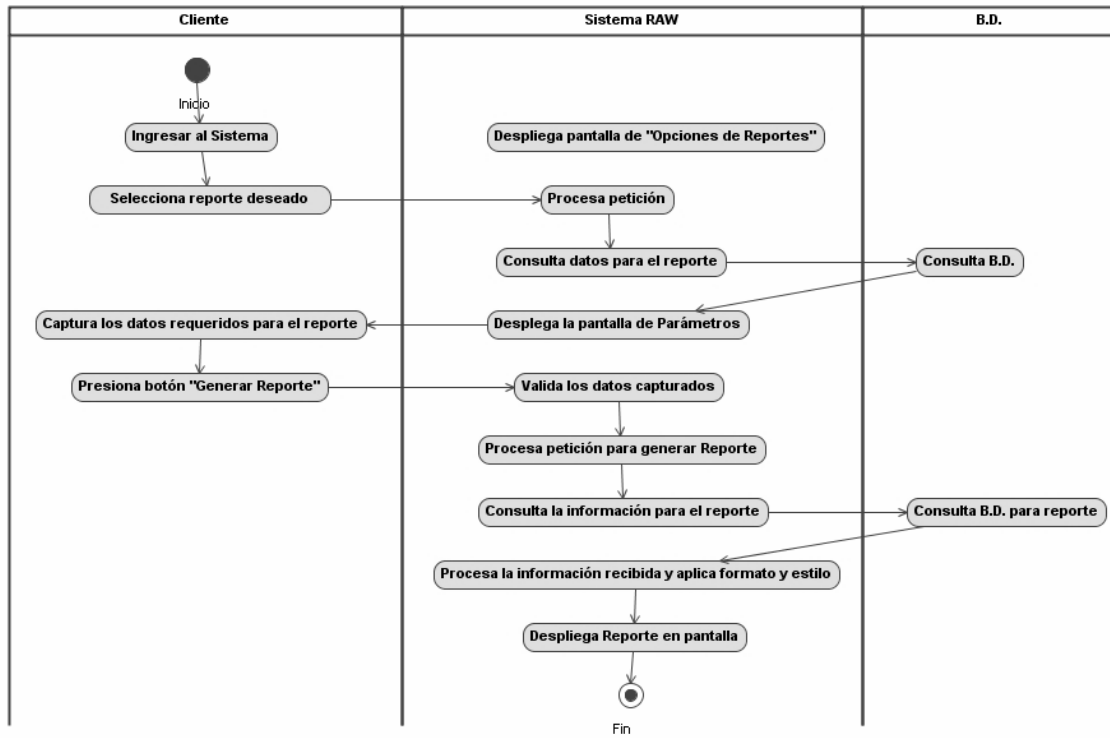 Cliente
Sistema RAW
B.D.
Inicio
Ingresar al Sistema
Despliega pantalla de "Opciones de Reportes"
Selecciona reporte deseado
Procesa petición
Consulta datos para el reporte
Consulta B.D.
Captura los datos requeridos para el reporte
Desplega la pantalla de Parámetros
Presiona botón "Generar Reporte"
Valida los datos capturados
Procesa petición para generar Reporte
Consulta la información para el reporte
Consulta B.D. para reporte
Procesa la información recibida y aplica formato y estilo
Despliega Reporte en pantalla
Fin